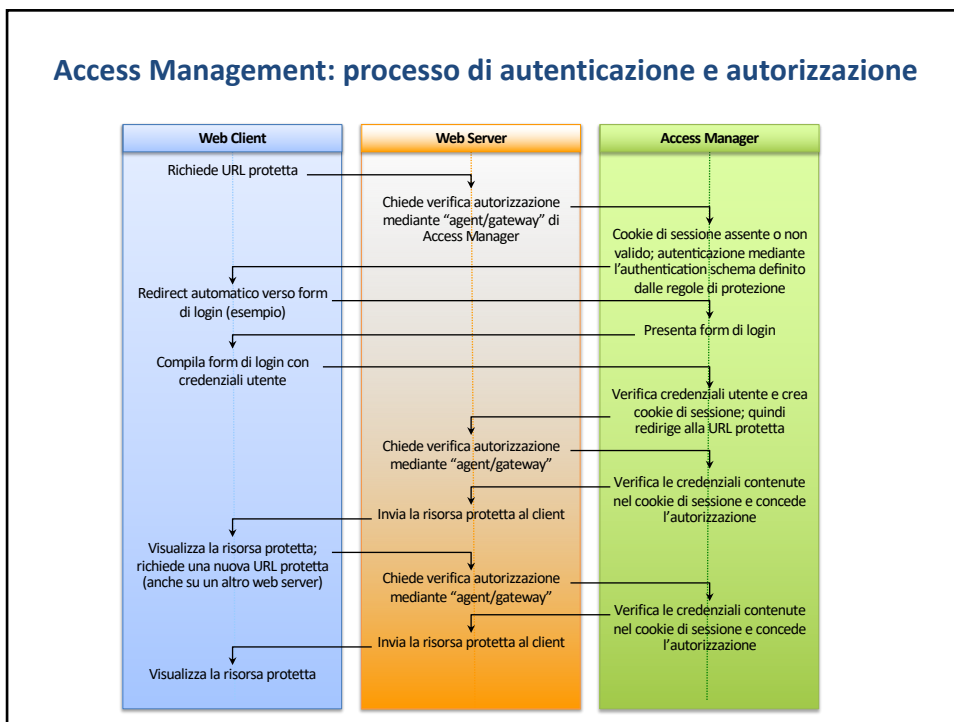 Access Management: processo di autenticazione e autorizzazione
Web Client
Web Server
Access Manager
Richiede URL protetta
Chiede verifica autorizzazione
mediante “agent/gateway” di
Access Manager
Cookie di sessione assente o non
valido; autenticazione mediante
l’authentication schema definito
dalle regole di protezione
Redirect automatico verso form
di login (esempio)
Presenta form di login
Compila form di login con
credenziali utente
Verifica credenziali utente e crea
cookie di sessione; quindi
redirige alla URL protetta
Chiede verifica autorizzazione
mediante “agent/gateway”
Verifica le credenziali contenute
nel cookie di sessione e concede
l’autorizzazione
Invia la risorsa protetta al client
Visualizza la risorsa protetta;
richiede una nuova URL protetta
(anche su un altro web server)
Chiede verifica autorizzazione
mediante “agent/gateway”
Verifica le credenziali contenute
nel cookie di sessione e concede
l’autorizzazione
Invia la risorsa protetta al client
Visualizza la risorsa protetta